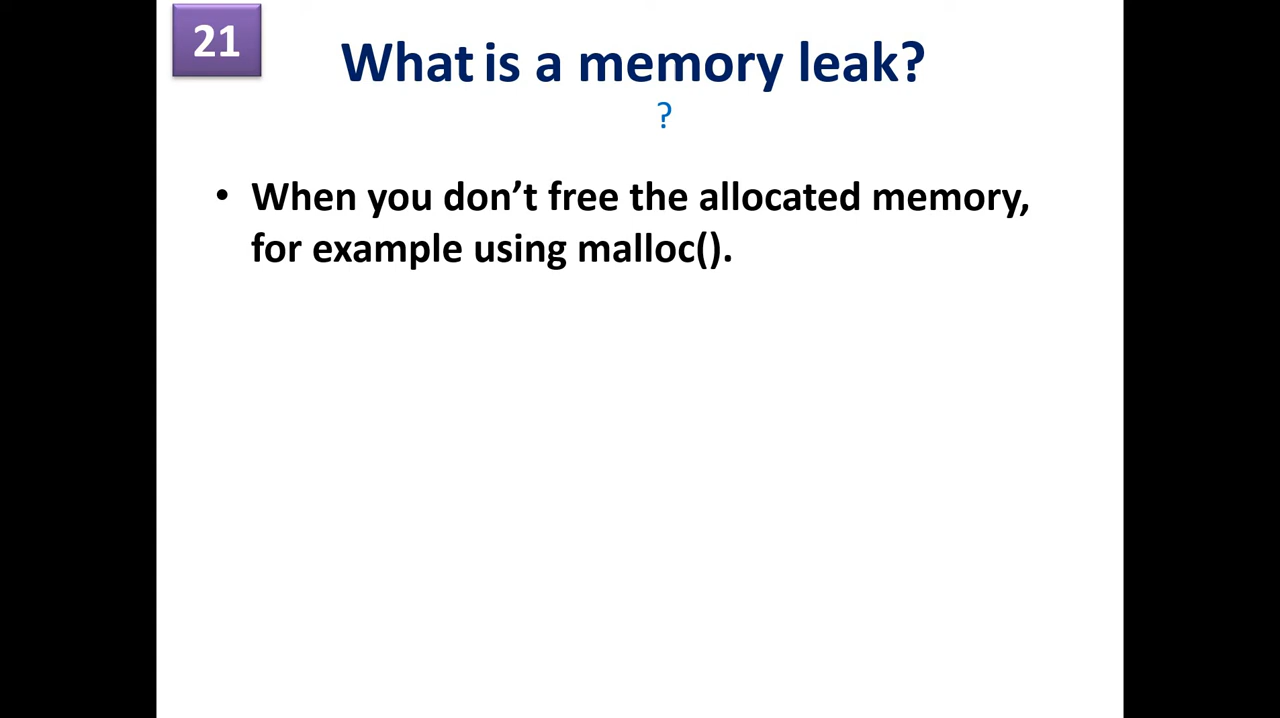 21
What is a memory leak?
?
• When you don’t free the allocated memory,
for example using malloc().